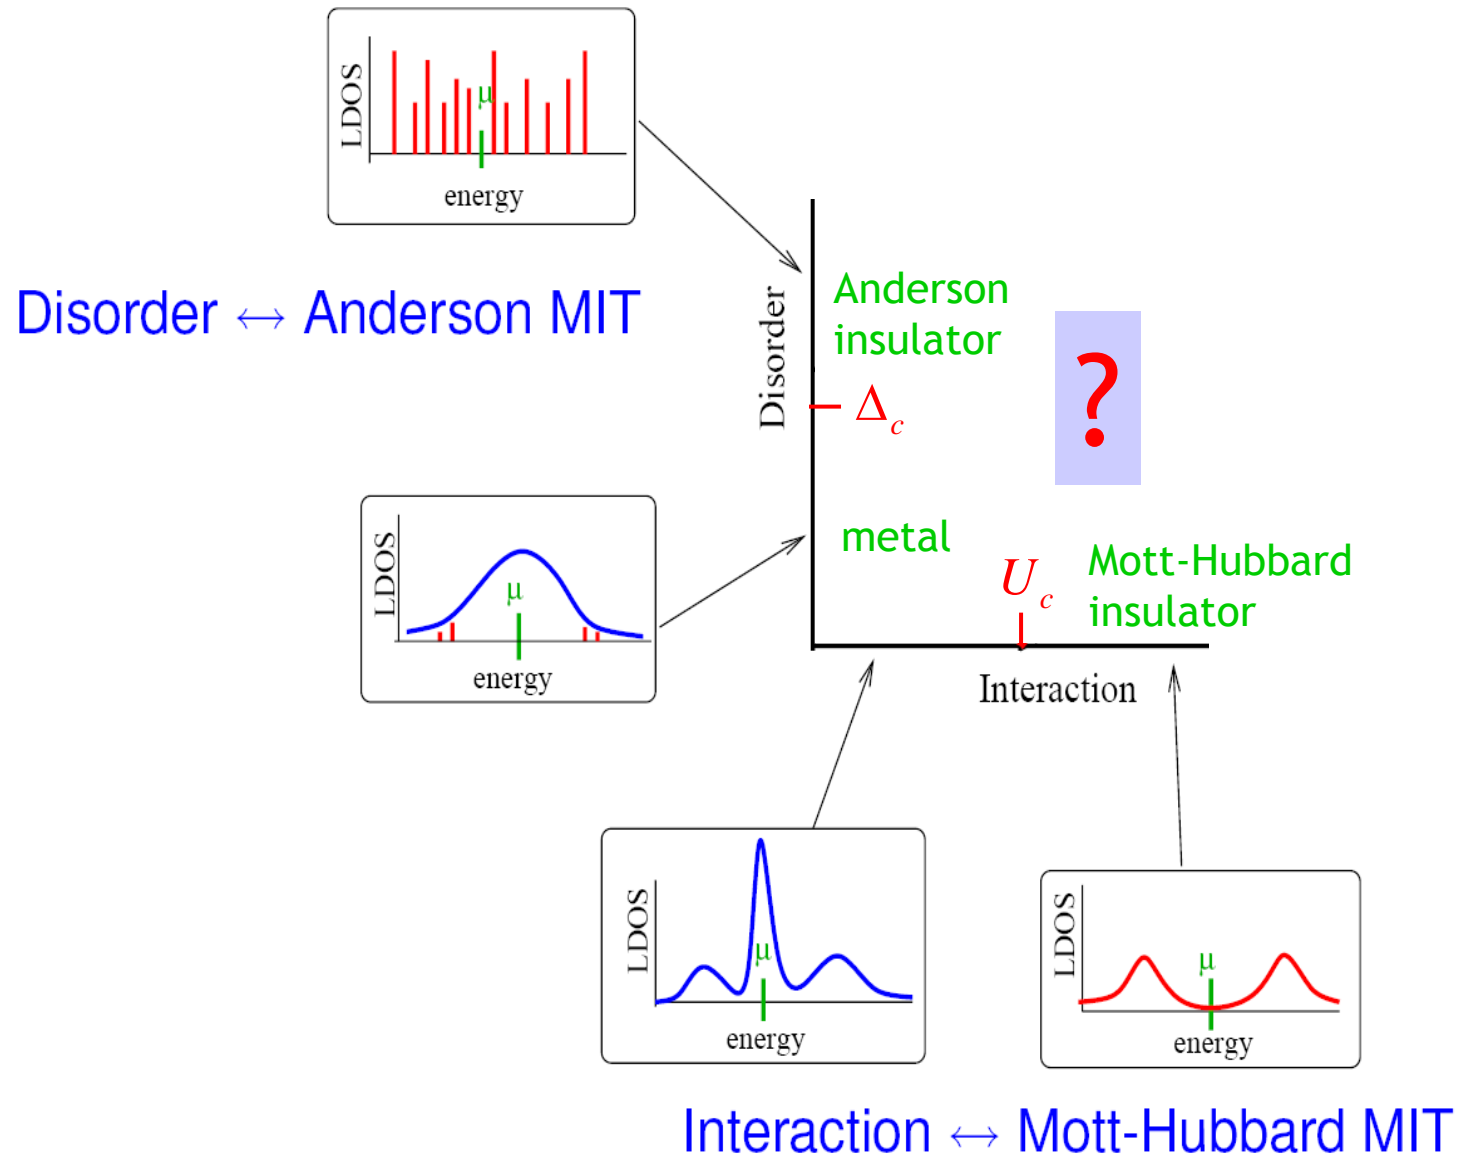 LDOS
μ
energy
Disorder ↔ Anderson MIT
Disorder
Anderson
insulator
Δc
?
metal
Uc
Mott-Hubbard
insulator
Interaction
LDOS
μ
energy
LDOS
μ
energy
LDOS
μ
energy
Interaction ↔ Mott-Hubbard MIT